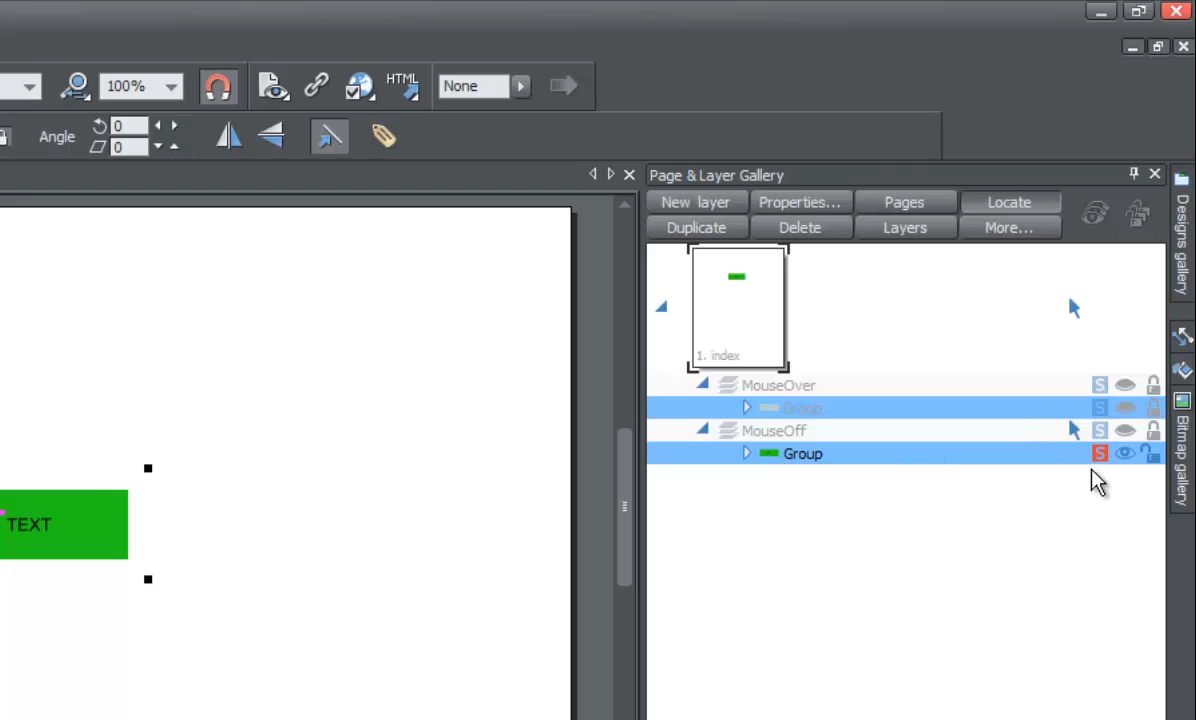 100%
HTML
None
Angle
0
0
Page & Layer Gallery
New layer
Properties...
Pages
Locate
Duplicate
Delete
Layers
More...
1. index
MouseOver
S
Group
S
MouseOff
S
Group
S
TEXT
Designs gallery
Bitmap gallery